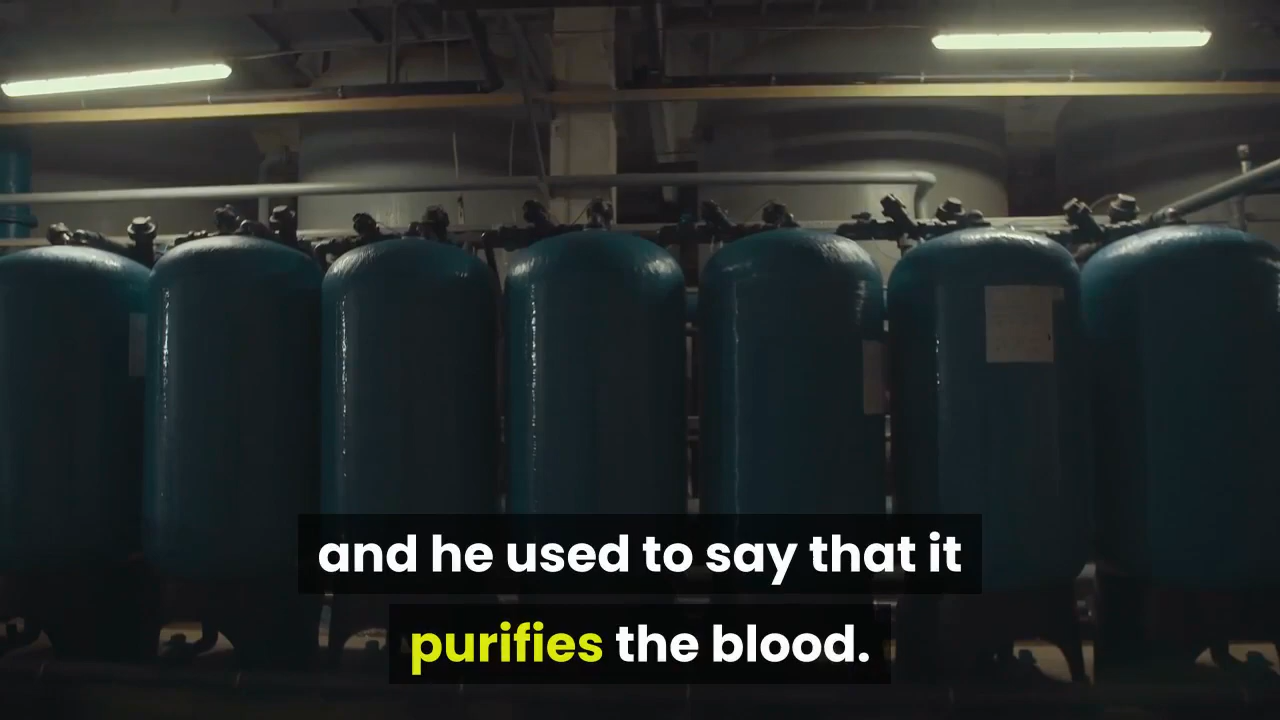 and he used to say that it
purifies the blood.